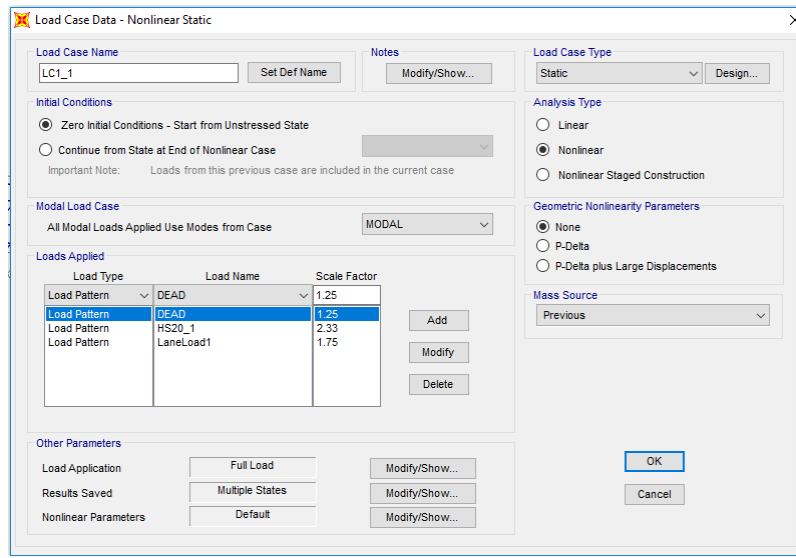 Load Case Data - Nonlinear Static
Load Case Name
LC1_1
Set Def Name
Notes
Modify/Show...
Load Case Type
Static
Design...
Initial Conditions
Zero Initial Conditions - Start from Unstressed State
Continue from State at End of Nonlinear Case
Important Note: Loads from this previous case are included in the current case
Analysis Type
Linear
Nonlinear
Nonlinear Staged Construction
Modal Load Case
All Modal Loads Applied Use Modes from Case
MODAL
Geometric Nonlinearity Parameters
None
P-Delta
P-Delta plus Large Displacements
Loads Applied
Load Type Load Name Scale Factor
Load Pattern DEAD 1.25
Load Pattern DEAD 1.25
Load Pattern HS20_1 2.33
Load Pattern LaneLoad1 1.75
Add
Modify
Delete
Mass Source
Previous
Other Parameters
Load Application Full Load Modify/Show...
Results Saved Multiple States Modify/Show...
Nonlinear Parameters Default Modify/Show...
OK
Cancel